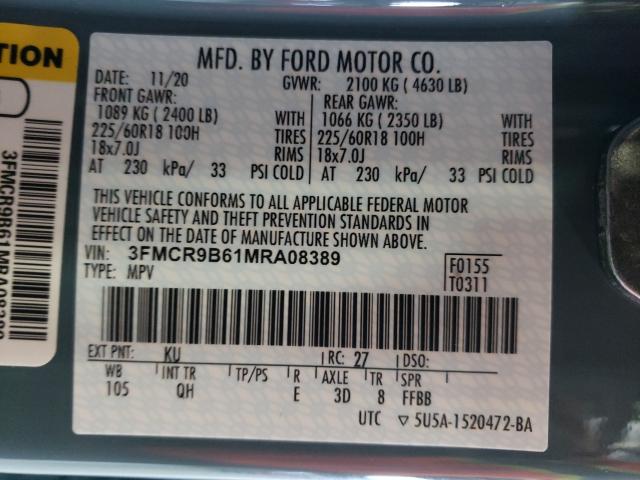 MFD. BY FORD MOTOR CO.
DATE: 11/20 GVWR: 2100 KG ( 4630 LB)
FRONT GAWR: REAR GAWR:
1089 KG ( 2400 LB) WITH 1066 KG ( 2350 LB) WITH
225/60R18 100H TIRES 225/60R18 100H TIRES
18x7.0J RIMS 18x7.0J RIMS
AT 230 kPa/ 33 PSI COLD AT 230 kPa/ 33 PSI COLD
THIS VEHICLE CONFORMS TO ALL APPLICABLE FEDERAL MOTOR
VEHICLE SAFETY AND THEFT PREVENTION STANDARDS IN
EFFECT ON THE DATE OF MANUFACTURE SHOWN ABOVE.
VIN: 3FMCR9B61MRA08389 F0155
TYPE: MPV T0311
EXT PNT: KU RC: 27 DSO:
WB INT TR TP/PS R AXLE TR SPR
105 QH E 3D 8 FFBB
UTC ▽ 5U5A-1520472-BA
TION
3FMCR9B61MRA08389